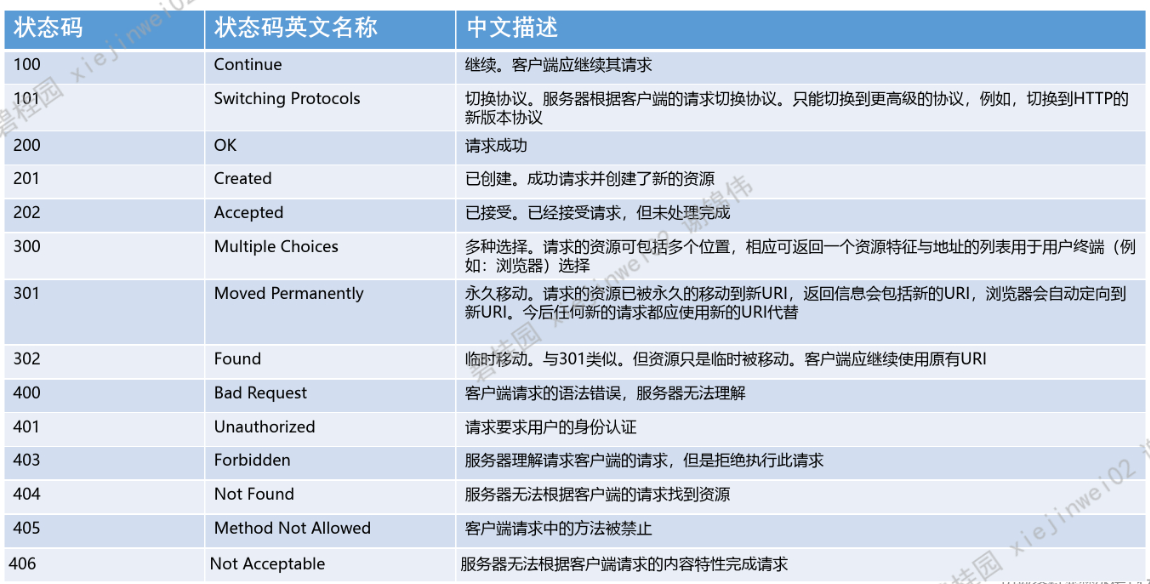 状态码 状态码英文名称 中文描述
100 Continue 继续。客户端应继续其请求
101 Switching Protocols 切换协议。服务器根据客户端的请求切换协议。只能切换到更高级的协议，例如，切换到HTTP的
新版本协议
200 OK 请求成功
201 Created 已创建。成功请求并创建了新的资源
202 Accepted 已接受。已经接受请求，但未处理完成
300 Multiple Choices 多种选择。请求的资源可包括多个位置，相应可返回一个资源特征与地址的列表用于用户终端（例
如：浏览器）选择
301 Moved Permanently 永久移动。请求的资源已被永久的移动到新URI，返回信息会包括新的URI，浏览器会自动定向到
新URI。今后任何新的请求都应使用新的URI代替
302 Found 临时移动。与301类似。但资源只是临时被移动。客户端应继续使用原有URI
400 Bad Request 客户端请求的语法错误，服务器无法理解
401 Unauthorized 请求要求用户的身份认证
403 Forbidden 服务器理解请求客户端的请求，但是拒绝执行此请求
404 Not Found 服务器无法根据客户端的请求找到资源
405 Method Not Allowed 客户端请求中的方法被禁止
406 Not Acceptable 服务器无法根据客户端请求的内容特性完成请求
碧桂园 xiejinwei02
碧桂园 xiejinwei02 谢锦伟
碧桂园 xiejinwei02